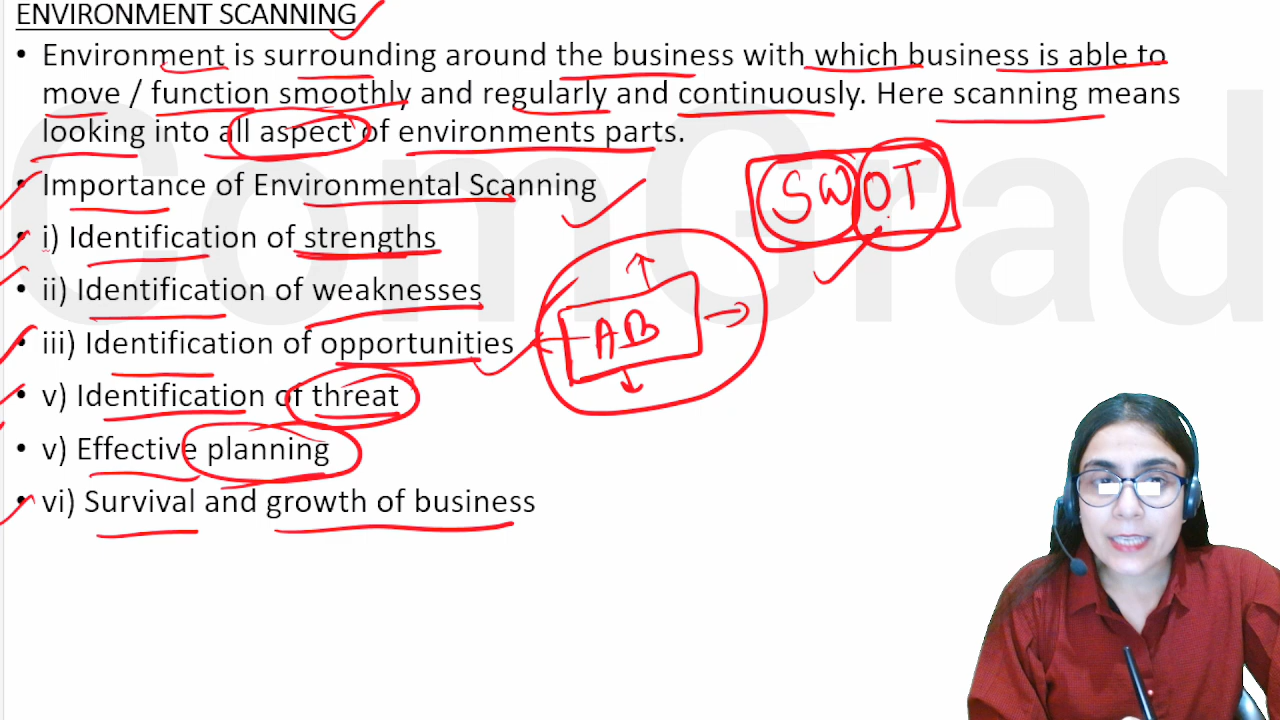 ENVIRONMENT SCANNING
• Environment is surrounding around the business with which business is able to
move / function smoothly and regularly and continuously. Here scanning means
looking into all aspect of environments parts.
• Importance of Environmental Scanning
• i) Identification of strengths
• ii) Identification of weaknesses
• iii) Identification of opportunities
• v) Identification of threat
• v) Effective planning
• vi) Survival and growth of business
SWOT
AB
ComGrad